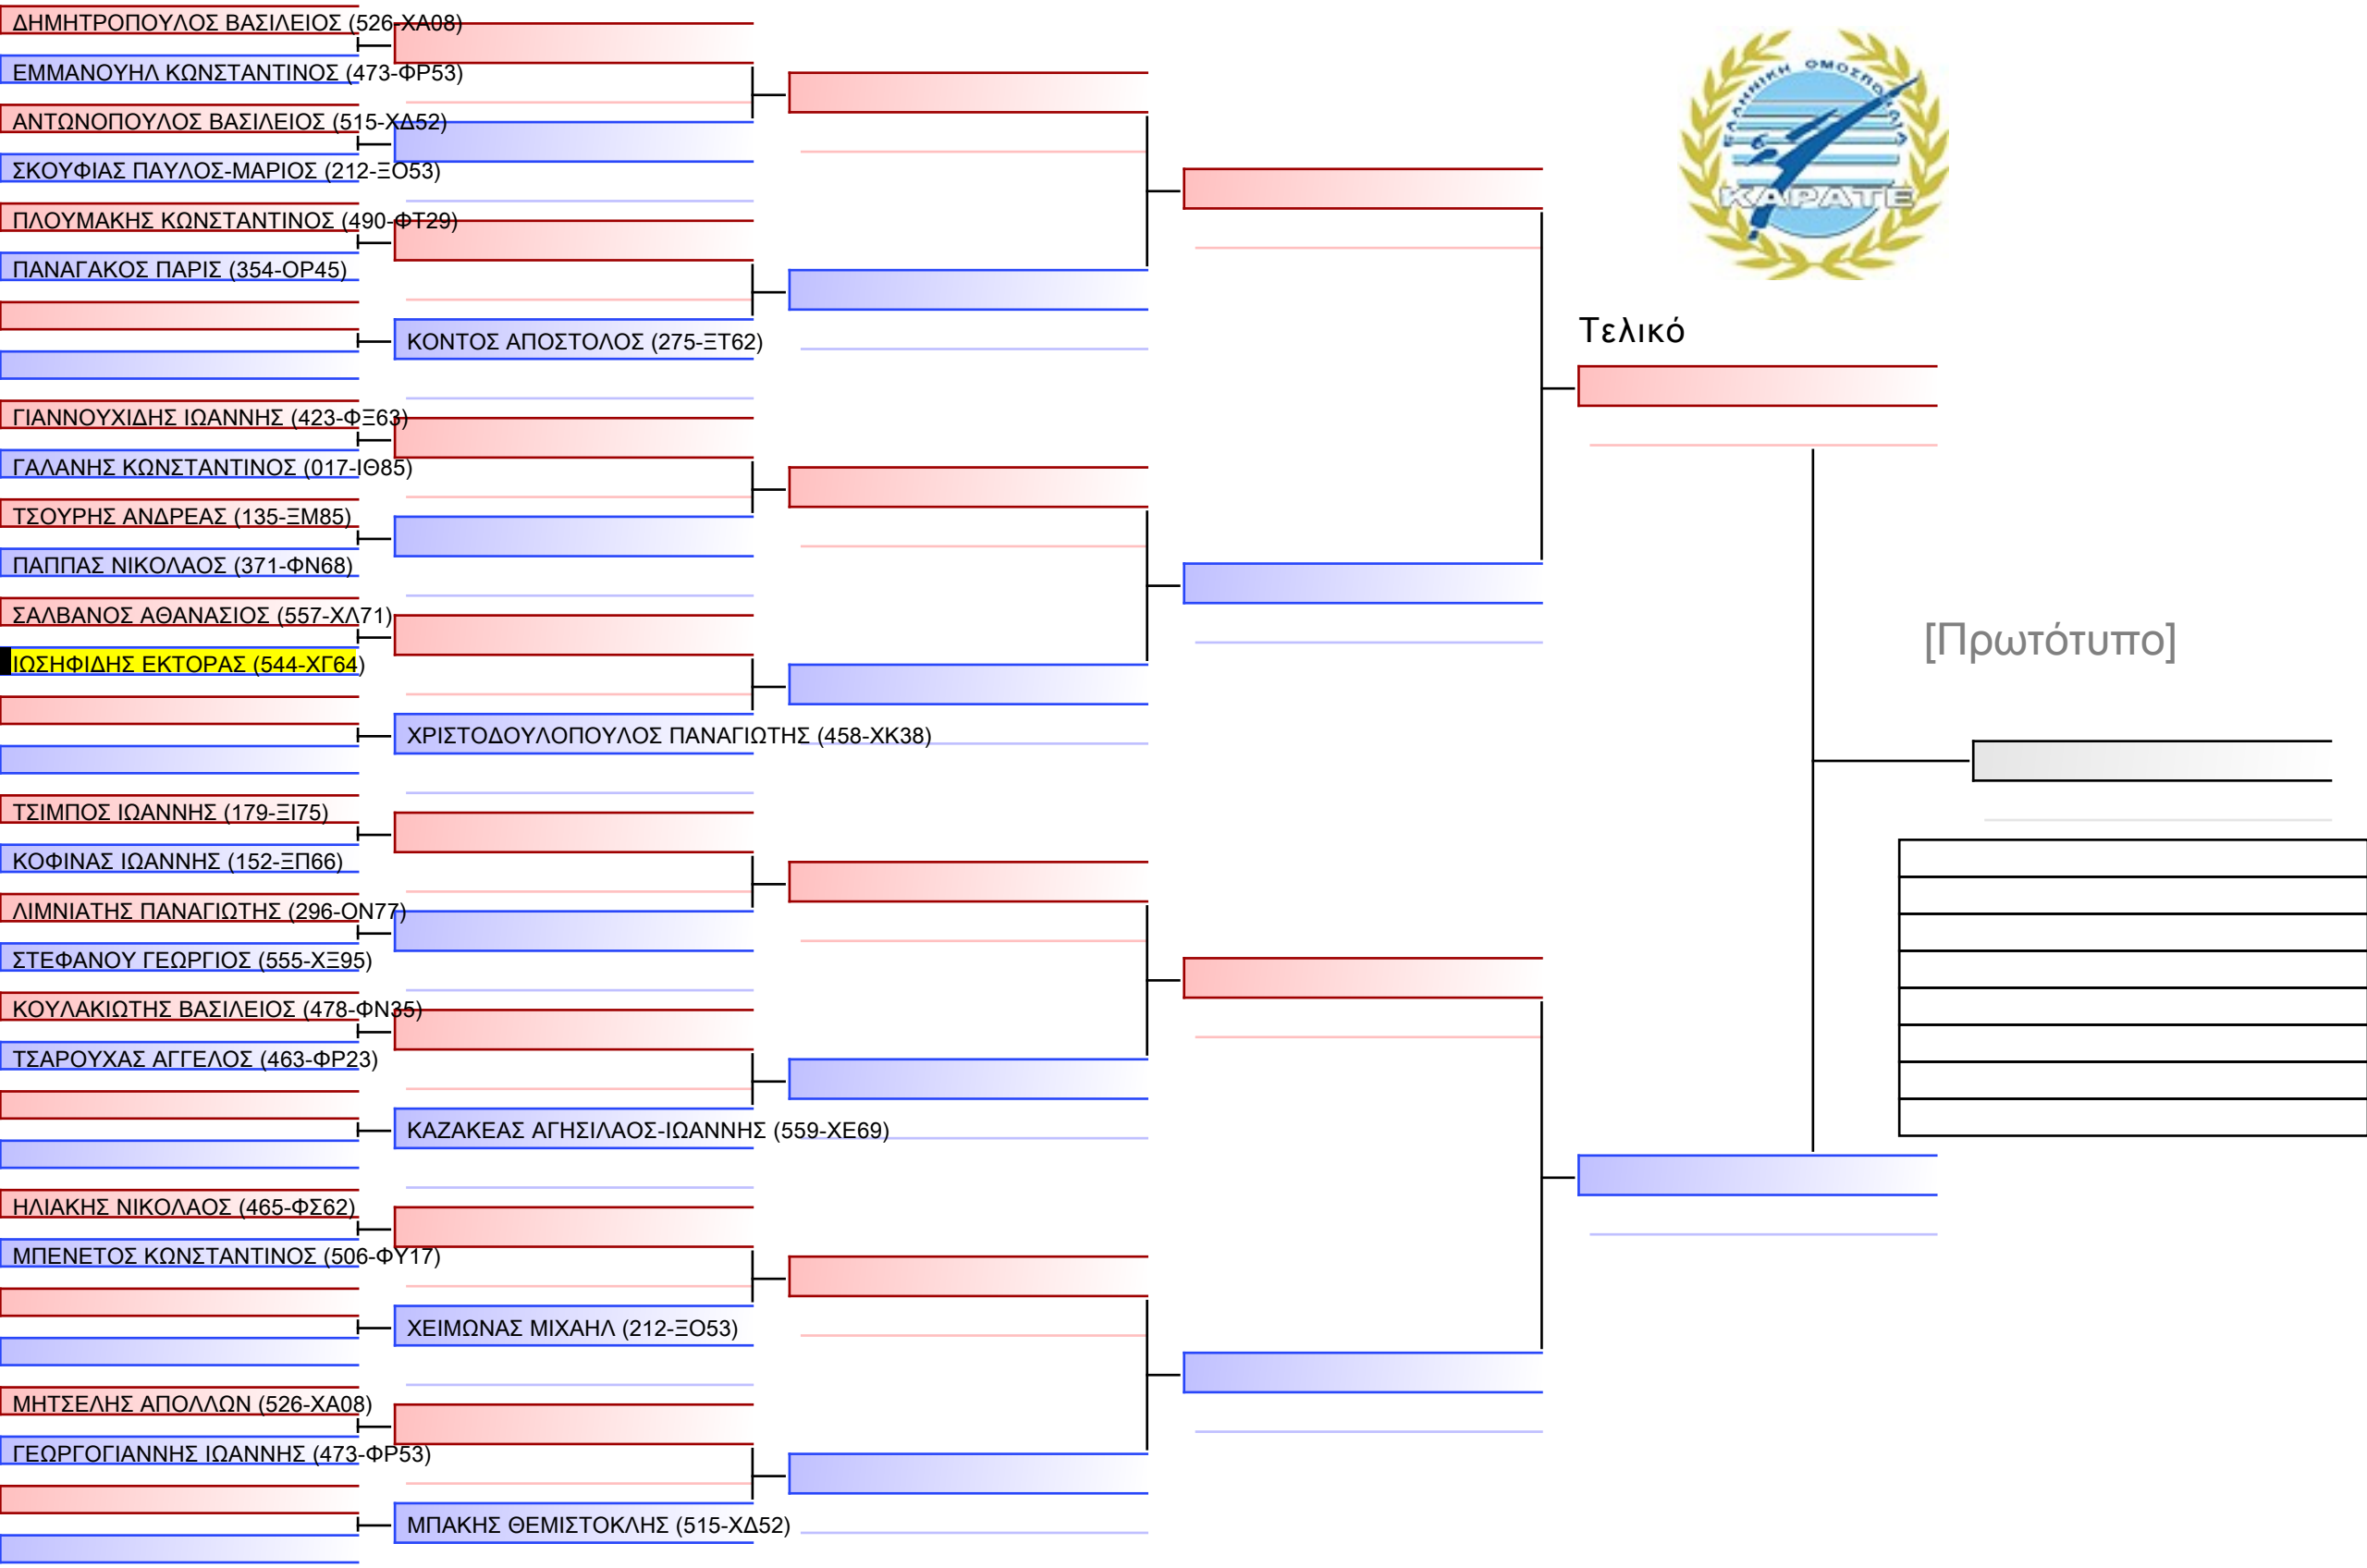 ΔΗΜΗΤΡΟΠΟΥΛΟΣ ΒΑΣΙΛΕΙΟΣ (526-ΧΑ08)
ΕΜΜΑΝΟΥΗΛ ΚΩΝΣΤΑΝΤΙΝΟΣ (473-ΦΡ53)
ΑΝΤΩΝΟΠΟΥΛΟΣ ΒΑΣΙΛΕΙΟΣ (515-ΧΔ52)
ΣΚΟΥΦΙΑΣ ΠΑΥΛΟΣ-ΜΑΡΙΟΣ (212-ΞΟ53)
ΠΛΟΥΜΑΚΗΣ ΚΩΝΣΤΑΝΤΙΝΟΣ (490-ΦΤ29)
ΠΑΝΑΓΑΚΟΣ ΠΑΡΙΣ (354-ΟΡ45)
ΚΟΝΤΟΣ ΑΠΟΣΤΟΛΟΣ (275-ΞΤ62)
ΓΙΑΝΝΟΥΧΙΔΗΣ ΙΩΑΝΝΗΣ (423-ΦΞ63)
ΓΑΛΑΝΗΣ ΚΩΝΣΤΑΝΤΙΝΟΣ (017-ΙΘ85)
ΤΣΟΥΡΗΣ ΑΝΔΡΕΑΣ (135-ΞΜ85)
ΠΑΠΠΑΣ ΝΙΚΟΛΑΟΣ (371-ΦΝ68)
ΣΑΛΒΑΝΟΣ ΑΘΑΝΑΣΙΟΣ (557-ΧΛ71)
ΙΩΣΗΦΙΔΗΣ ΕΚΤΟΡΑΣ (544-ΧΓ64)
ΧΡΙΣΤΟΔΟΥΛΟΠΟΥΛΟΣ ΠΑΝΑΓΙΩΤΗΣ (458-ΧΚ38)
ΤΣΙΜΠΟΣ ΙΩΑΝΝΗΣ (179-ΞΙ75)
ΚΟΦΙΝΑΣ ΙΩΑΝΝΗΣ (152-ΞΠ66)
ΛΙΜΝΙΑΤΗΣ ΠΑΝΑΓΙΩΤΗΣ (296-ΟΝ77)
ΣΤΕΦΑΝΟΥ ΓΕΩΡΓΙΟΣ (555-ΧΞ95)
ΚΟΥΛΑΚΙΩΤΗΣ ΒΑΣΙΛΕΙΟΣ (478-ΦΝ35)
ΤΣΑΡΟΥΧΑΣ ΑΓΓΕΛΟΣ (463-ΦΡ23)
ΚΑΖΑΚΕΑΣ ΑΓΗΣΙΛΑΟΣ-ΙΩΑΝΝΗΣ (559-ΧΕ69)
ΗΛΙΑΚΗΣ ΝΙΚΟΛΑΟΣ (465-ΦΣ62)
ΜΠΕΝΕΤΟΣ ΚΩΝΣΤΑΝΤΙΝΟΣ (506-ΦΥ17)
ΧΕΙΜΩΝΑΣ ΜΙΧΑΗΛ (212-ΞΟ53)
ΜΗΤΣΕΛΗΣ ΑΠΟΛΛΩΝ (526-ΧΑ08)
ΓΕΩΡΓΟΓΙΑΝΝΗΣ ΙΩΑΝΝΗΣ (473-ΦΡ53)
ΜΠΑΚΗΣ ΘΕΜΙΣΤΟΚΛΗΣ (515-ΧΔ52)
ΕΛΛΗΝΙΚΗ ΟΜΟΣΠΟΝΔΙΑ
ΚΑΡΑΤΕ
Τελικό
[Πρωτότυπο]